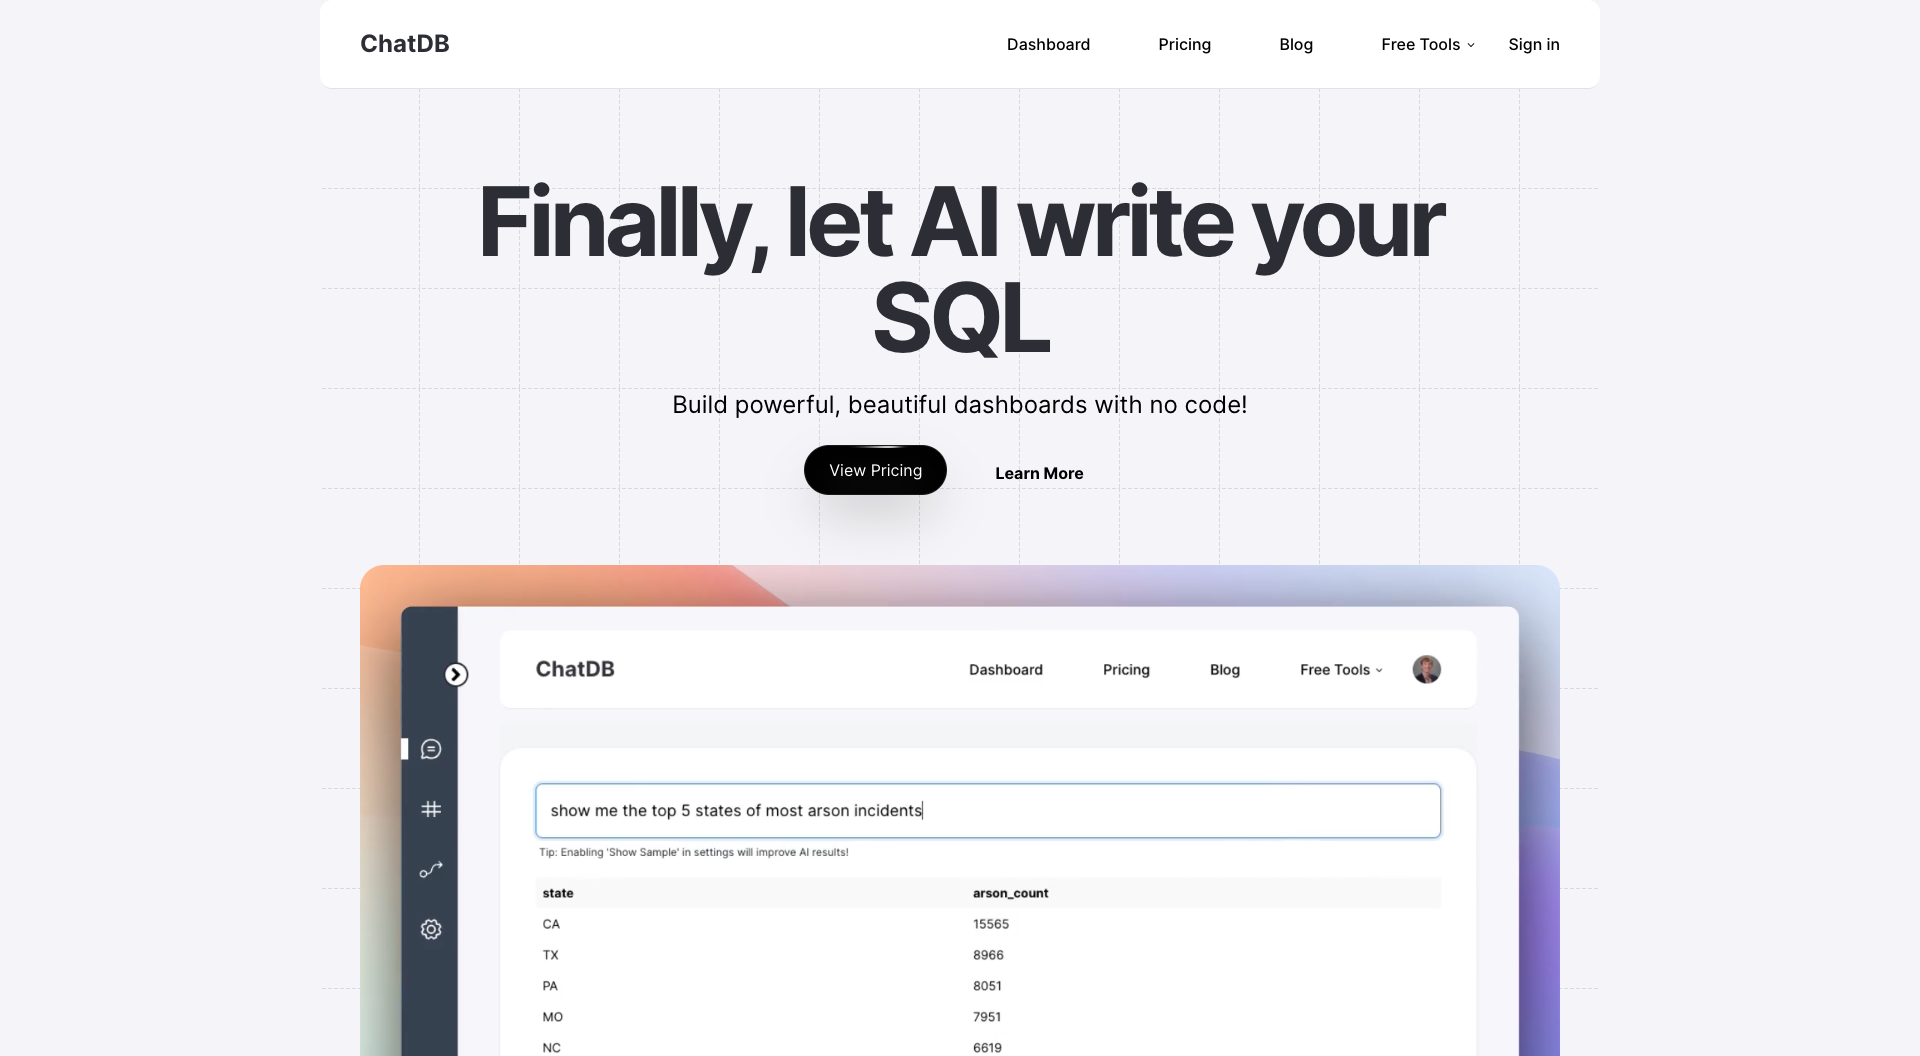 ChatDB
Dashboard
Pricing
Blog
Free Tools
Sign in
Finally, let AI write your
SQL
Build powerful, beautiful dashboards with no code!
View Pricing
Learn More
ChatDB
Dashboard
Pricing
Blog
Free Tools
show me the top 5 states of most arson incidents
Tip: Enabling 'Show Sample' in settings will improve AI results!
state arson_count
CA 15565
TX 8966
PA 8051
MO 7951
NC 6619